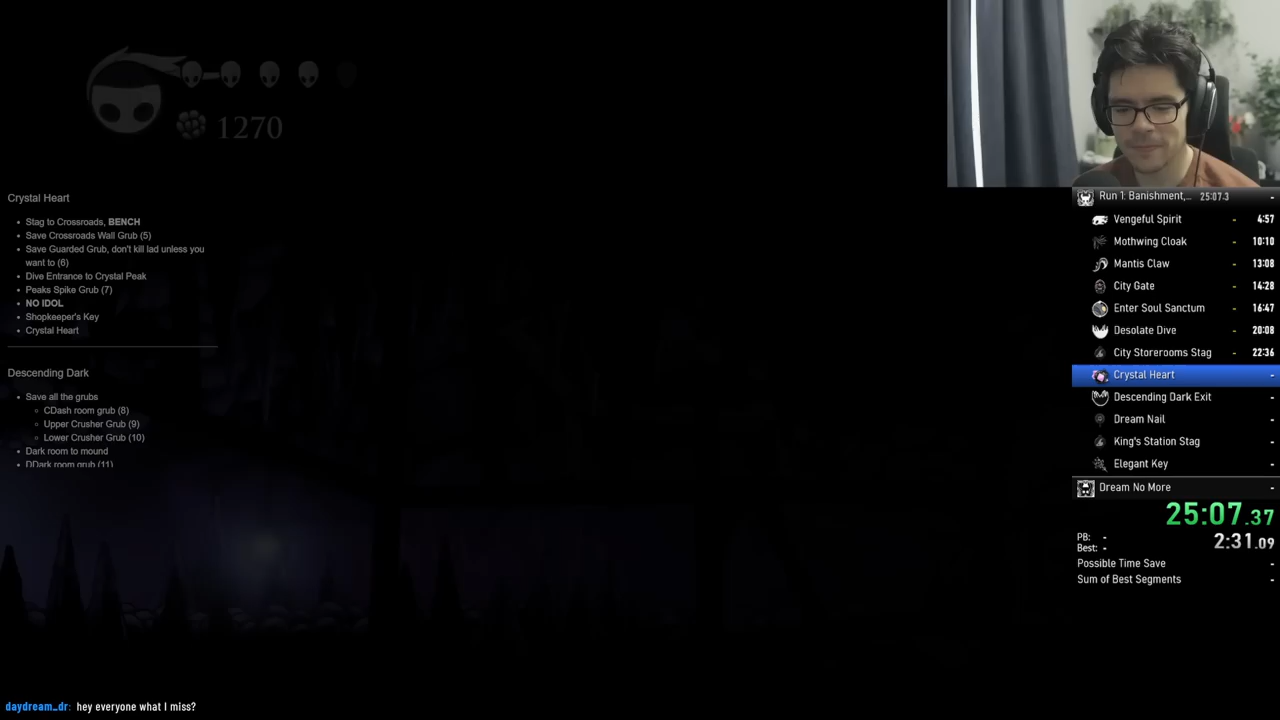 1270
Crystal Heart
Stag to Crossroads, BENCH
Save Crossroads Wall Grub (5)
Save Guarded Grub, don't kill lad unless you
want to (6)
Dive Entrance to Crystal Peak
Peaks Spike Grub (7)
NO IDOL
Shopkeeper's Key
Crystal Heart
Descending Dark
Save all the grubs
CDash room grub (8)
Upper Crusher Grub (9)
Lower Crusher Grub (10)
Dark room to mound
DDark room grub (11)
Run 1: Banishment,... 25:07.3 -
Vengeful Spirit - 4:57
Mothwing Cloak - 10:10
Mantis Claw - 13:08
City Gate - 14:28
Enter Soul Sanctum - 16:47
Desolate Dive - 20:08
City Storerooms Stag - 22:36
Crystal Heart -
Descending Dark Exit -
Dream Nail -
King's Station Stag -
Elegant Key -
Dream No More -
25:07.37
PB: -
Best: -
2:31.09
Possible Time Save -
Sum of Best Segments -
daydream_dr: hey everyone what I miss?